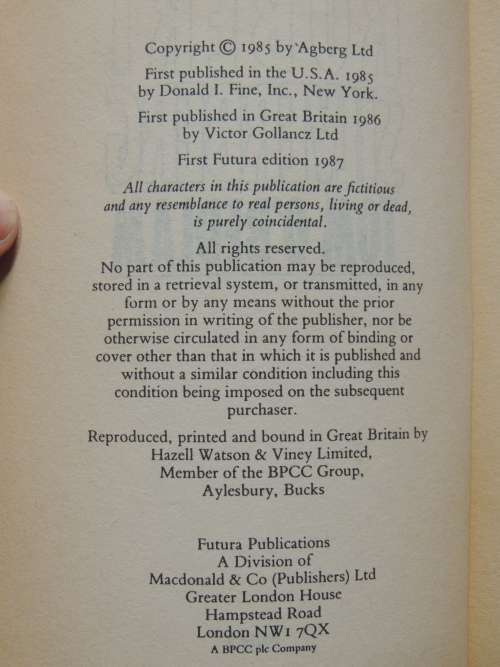 Copyright © 1985 by Agberg Ltd
First published in the U.S.A. 1985
by Donald I. Fine, Inc., New York.
First published in Great Britain 1986
by Victor Gollancz Ltd
First Futura edition 1987
All characters in this publication are fictitious
and any resemblance to real persons, living or dead,
is purely coincidental.
All rights reserved.
No part of this publication may be reproduced,
stored in a retrieval system, or transmitted, in any
form or by any means without the prior
permission in writing of the publisher, nor be
otherwise circulated in any form of binding or
cover other than that in which it is published and
without a similar condition including this
condition being imposed on the subsequent
purchaser.
Reproduced, printed and bound in Great Britain by
Hazell Watson & Viney Limited,
Member of the BPCC Group,
Aylesbury, Bucks
Futura Publications
A Division of
Macdonald & Co (Publishers) Ltd
Greater London House
Hampstead Road
London NW1 7QX
A BPCC plc Company